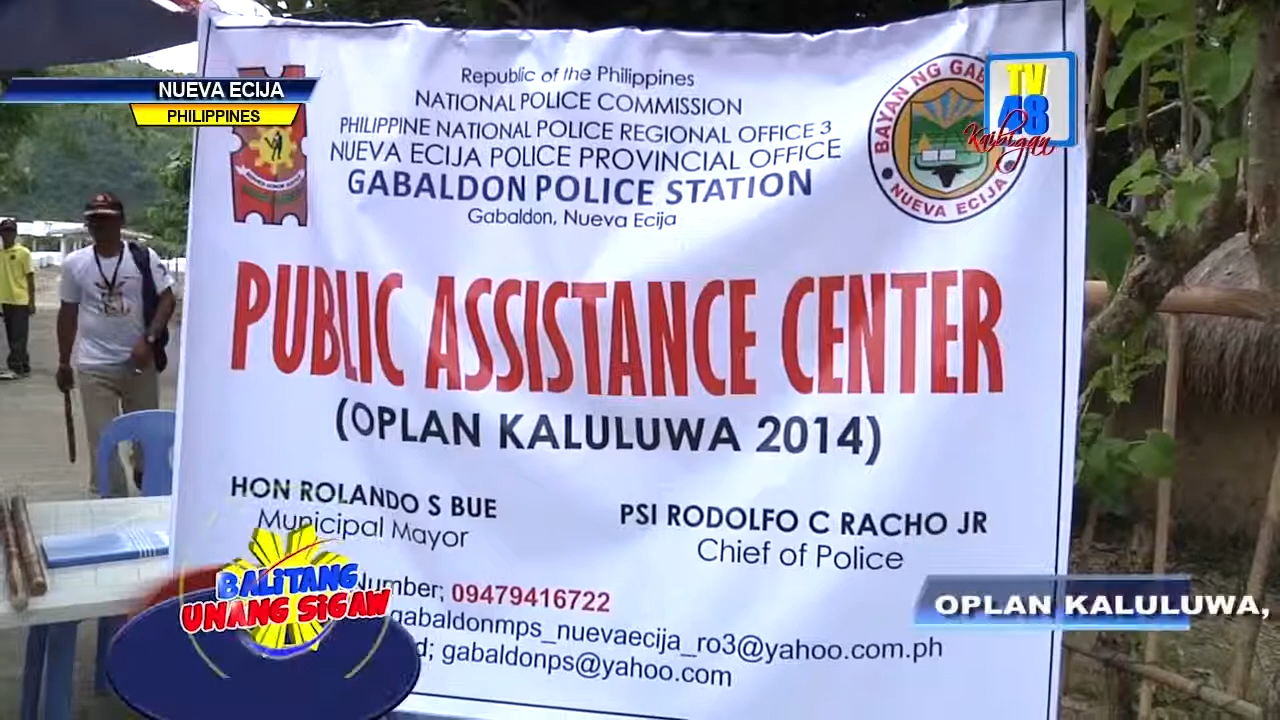 NUEVA ECIJA
PHILIPPINES
Republic of the Philippines
NATIONAL POLICE COMMISSION
PHILIPPINE NATIONAL POLICE REGIONAL OFFICE 3
NUEVA ECIJA POLICE PROVINCIAL OFFICE
GABALDON POLICE STATION
Gabaldon, Nueva Ecija
BAYAN NG
NUEVA ECIJA
TV
48
Kaibigan
PUBLIC ASSISTANCE CENTER
(OPLAN KALULUWA 2014)
HON ROLANDO S BUE
Municipal Mayor
PSI RODOLFO C RACHO JR
Chief of Police
Number; 09479416722
gabaldonmps_nuevaecija_ro3@yahoo.com.ph
d; gabaldonps@yahoo.com
BALiTANG
UNANG SiGAW
OPLAN KALULUWA,